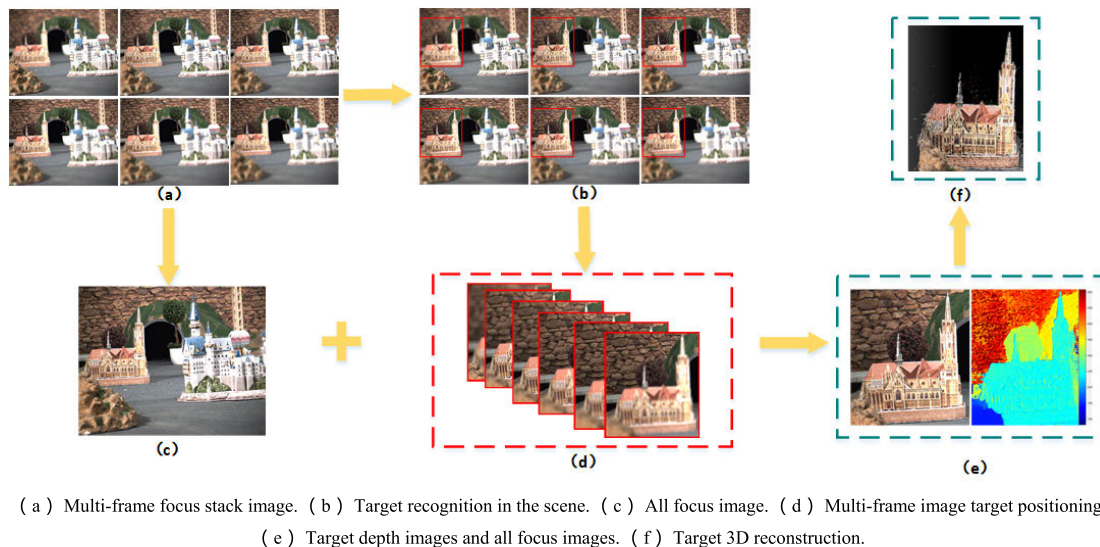 (a)
(b)
(f)
(c)
(d)
(e)
(a) Multi-frame focus stack image. (b) Target recognition in the scene. (c) All focus image. (d) Multi-frame image target positioning
(e) Target depth images and all focus images. (f) Target 3D reconstruction.